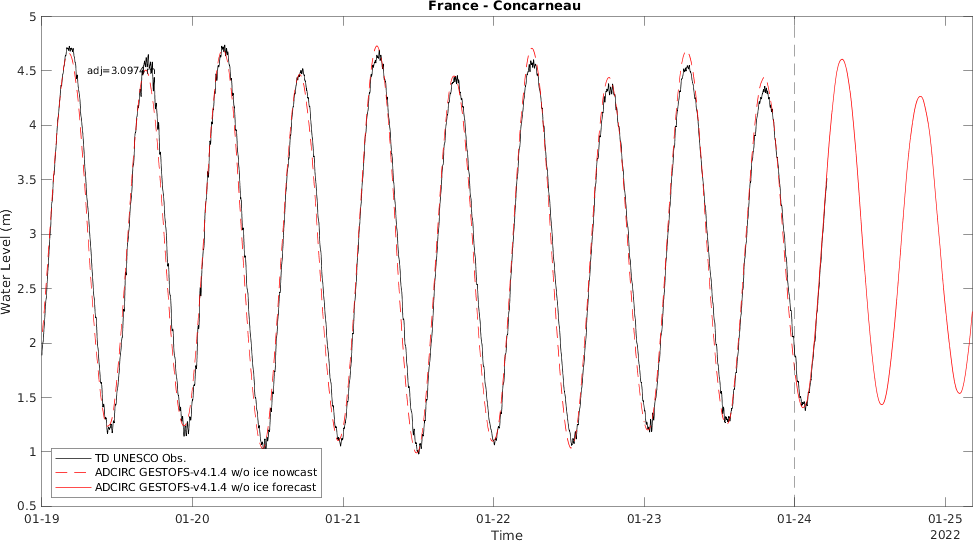 France - Concarneau
Water Level (m)
5
4.5
4
3.5
3
2.5
2
1.5
1
0.5
adj=3.0974
TD UNESCO Obs.
ADCIRC GESTOFS-v4.1.4 w/o ice nowcast
ADCIRC GESTOFS-v4.1.4 w/o ice forecast
01-19 01-20 01-21 01-22 01-23 01-24 01-25
2022
Time